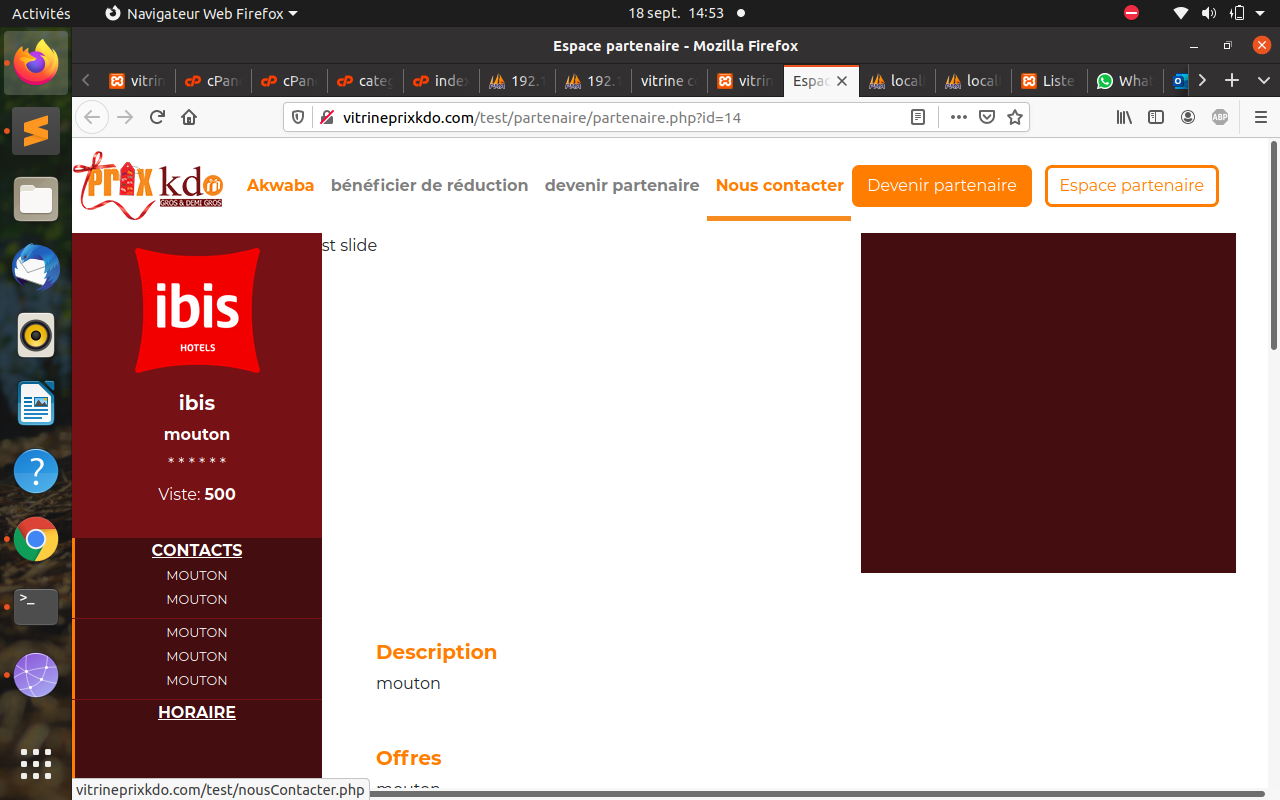 Activités
Navigateur Web Firefox
18 sept. 14:53
Espace partenaire - Mozilla Firefox
vitrin
cPan
cPan
cate
index
192.1
192.1
vitrine c
vitrin
Espac
local
local
Liste
What
vitrineprixkdo.com/test/partenaire/partenaire.php?id=14
ABP
PRIX kdo
GROS & DEMI GROS
Akwaba
bénéficier de réduction
devenir partenaire
Nous contacter
Devenir partenaire
Espace partenaire
ibis
HOTELS
st slide
ibis
mouton
* * * * * *
Viste: 500
CONTACTS
MOUTON
MOUTON
MOUTON
MOUTON
MOUTON
HORAIRE
Description
mouton
Offres
mouton
vitrineprixkdo.com/test/nousContacter.php